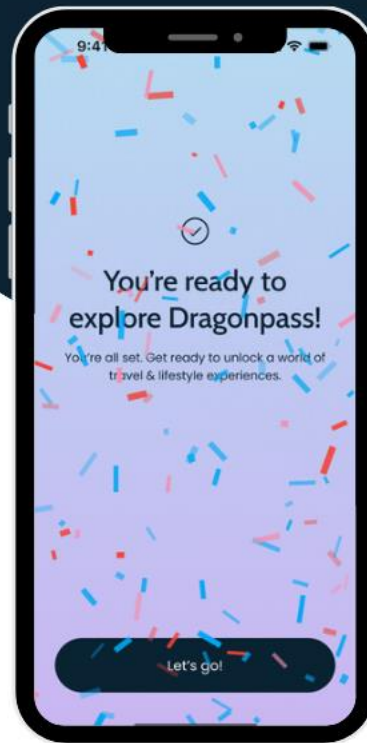 9:41
You're ready to
explore Dragonpass!
You're all set. Get ready to unlock a world of
travel & lifestyle experiences.
Let's go!